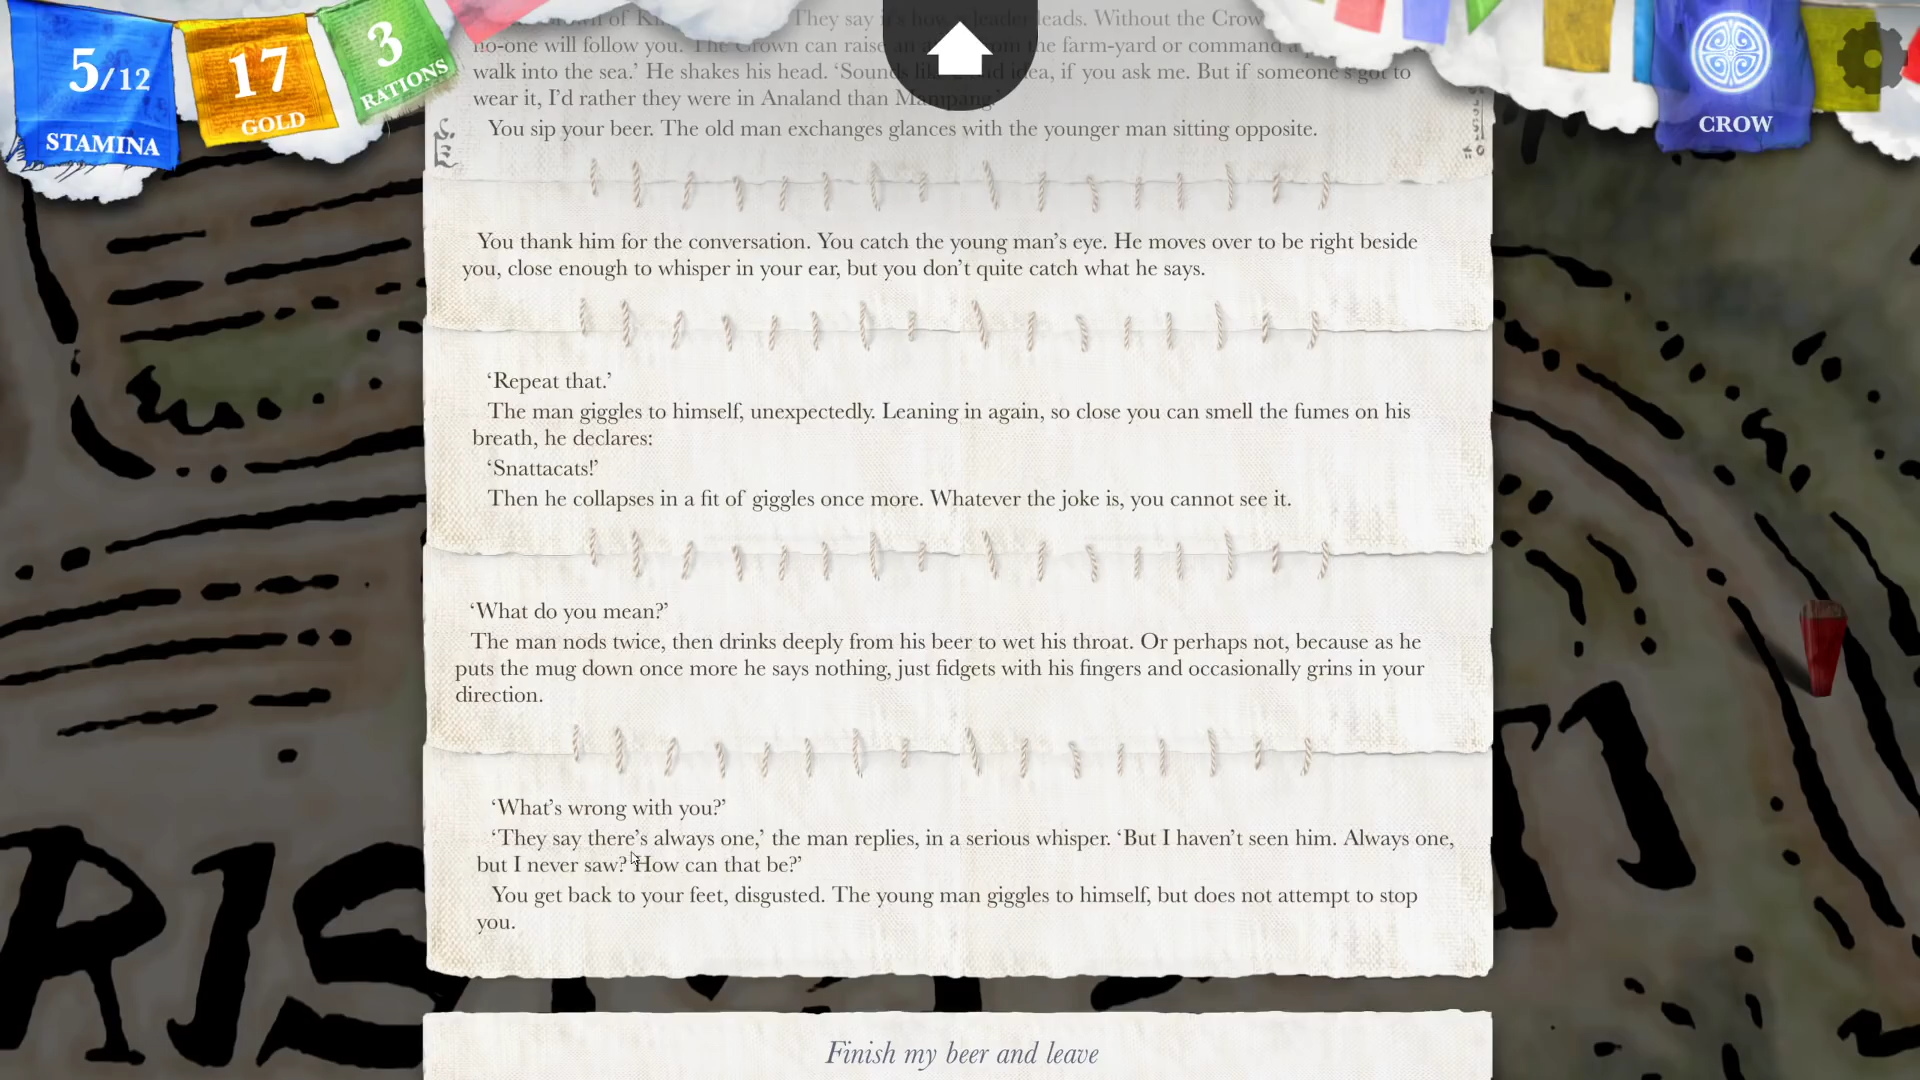 5/12
STAMINA
17
GOLD
3
RATIONS
CROW
of
They say it's how a leader leads. Without the Crow
no-one will follow you. The Crown can raise an the farm-yard or command a
walk into the sea.' He shakes his head. 'Sounds idea, if you ask me. But if someone's got to
wear it, I'd rather they were in Analand than Mampang.'
You sip your beer. The old man exchanges glances with the younger man sitting opposite.
You thank him for the conversation. You catch the young man's eye. He moves over to be right beside
you, close enough to whisper in your ear, but you don't quite catch what he says.
'Repeat that.'
The man giggles to himself, unexpectedly. Leaning in again, so close you can smell the fumes on his
breath, he declares:
'Snattacats!'
Then he collapses in a fit of giggles once more. Whatever the joke is, you cannot see it.
'What do you mean?'
The man nods twice, then drinks deeply from his beer to wet his throat. Or perhaps not, because as he
puts the mug down once more he says nothing, just fidgets with his fingers and occasionally grins in your
direction.
'What's wrong with you?'
'They say there's always one,' the man replies, in a serious whisper. 'But I haven't seen him. Always one,
but I never saw? How can that be?'
You get back to your feet, disgusted. The young man giggles to himself, but does not attempt to stop
you.
Finish my beer and leave